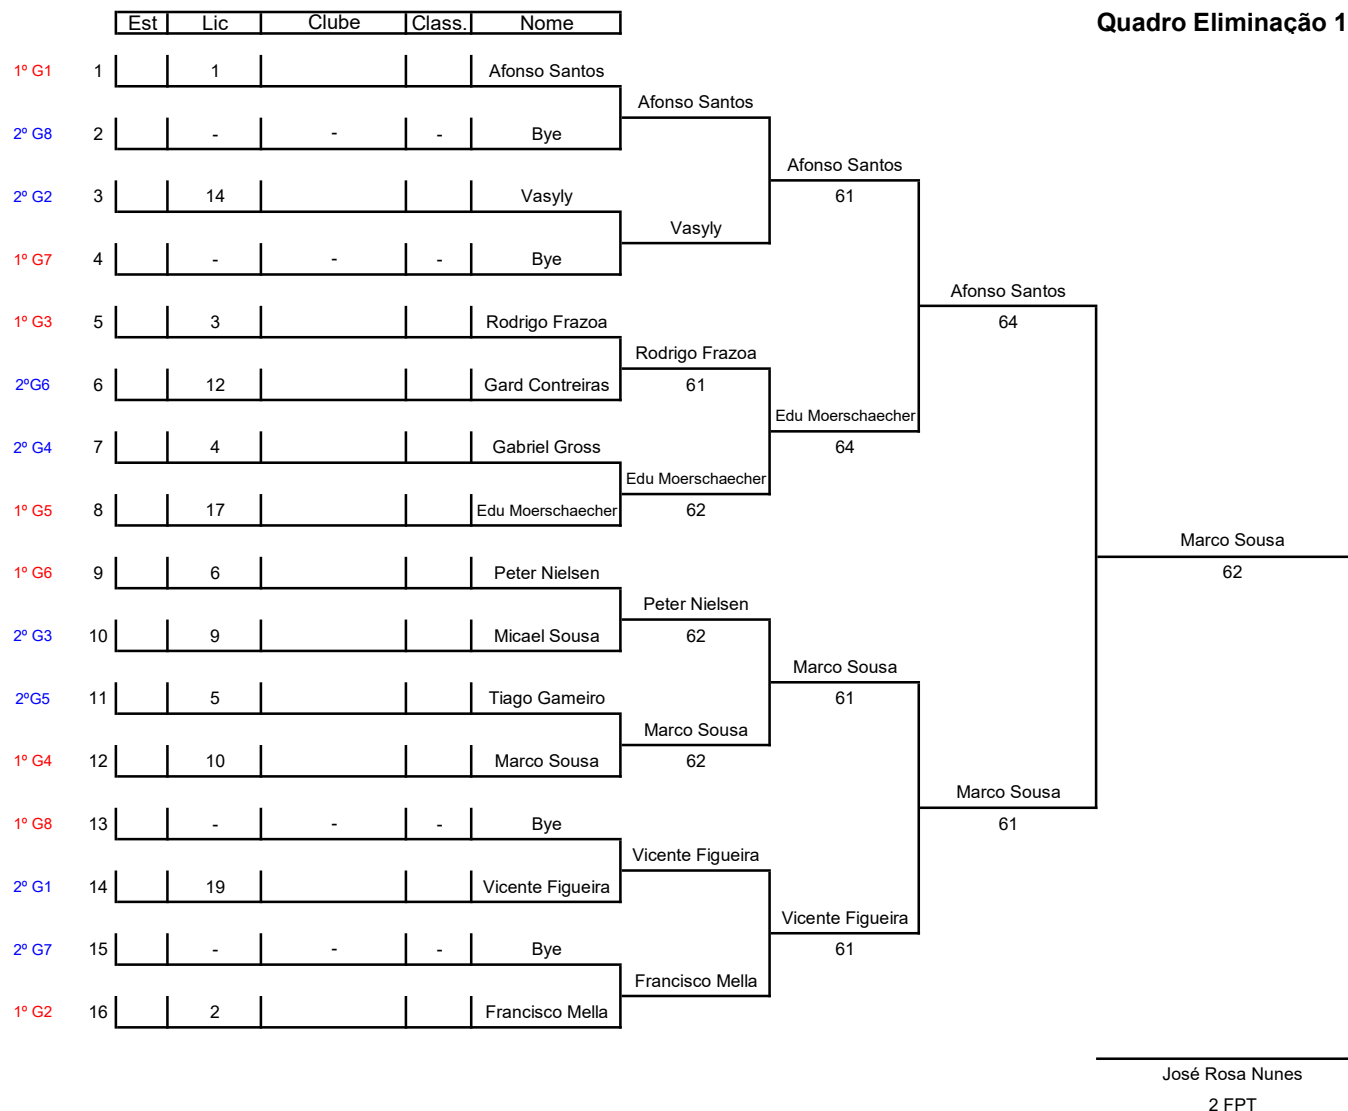 Est Lic Clube Class. Nome
Quadro Eliminação 1
1º G1 1 1 Afonso Santos
Afonso Santos
2º G8 2 - - - Bye
Afonso Santos
2º G2 3 14 Vasyly
61
Vasyly
1º G7 4 - - - Bye
Afonso Santos
1º G3 5 3 Rodrigo Frazoa
64
Rodrigo Frazoa
2ºG6 6 12 Gard Contreiras
61
Edu Moerschaecher
2º G4 7 4 Gabriel Gross
64
Edu Moerschaecher
1º G5 8 17 Edu Moerschaecher
62
Marco Sousa
1º G6 9 6 Peter Nielsen
62
Peter Nielsen
2º G3 10 9 Micael Sousa
62
Marco Sousa
2ºG5 11 5 Tiago Gameiro
61
Marco Sousa
1º G4 12 10 Marco Sousa
62
Marco Sousa
1º G8 13 - - - Bye
61
Vicente Figueira
2º G1 14 19 Vicente Figueira
Vicente Figueira
2º G7 15 - - - Bye
61
Francisco Mella
1º G2 16 2 Francisco Mella
José Rosa Nunes
2 FPT